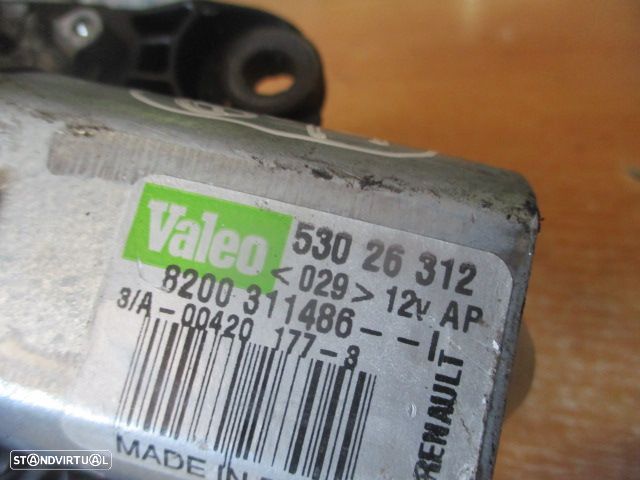 Valeo 530 26 312
<029> 12V AP
8200 311486--I
3/A-00420 177-8
MADE IN
RENAULT
STANDVIRTUAL